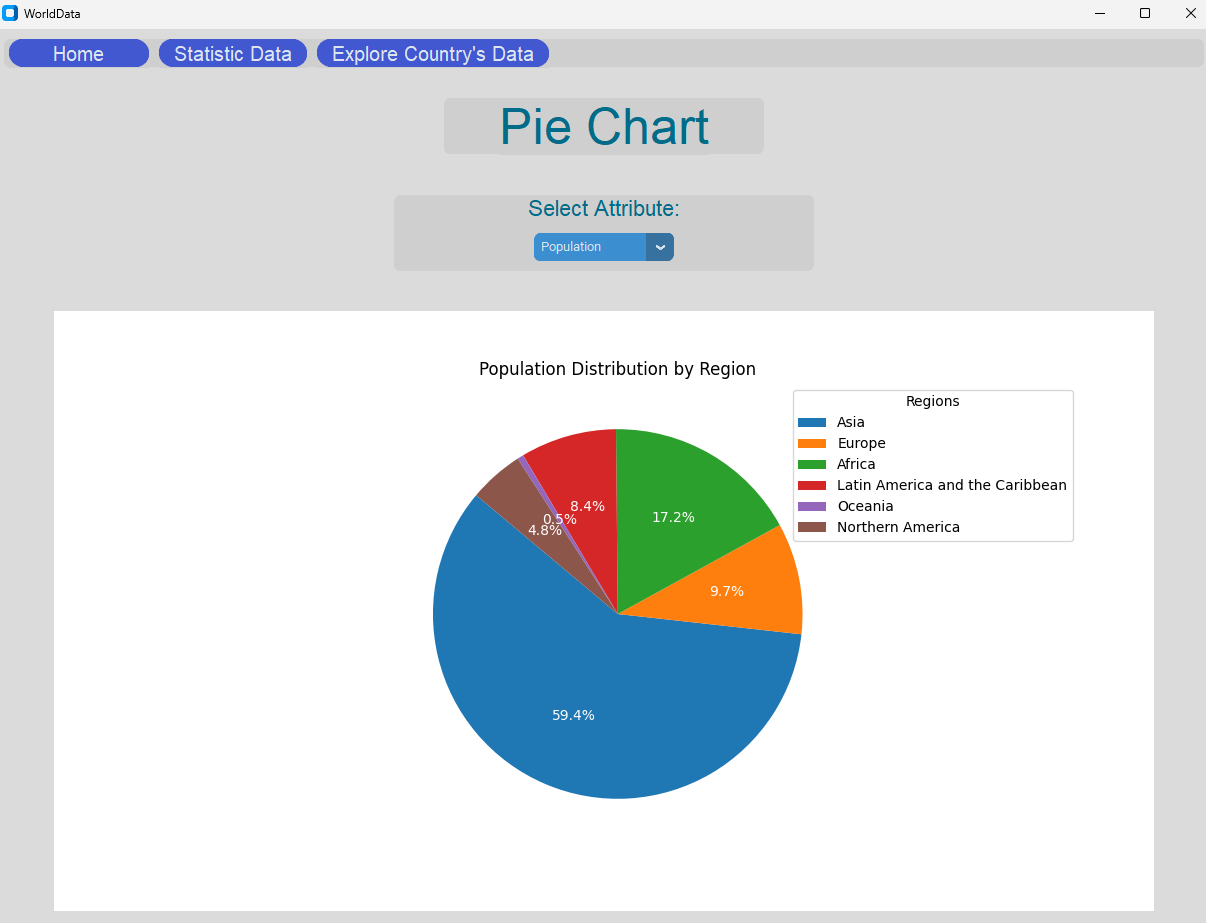 WorldData
Home
Statistic Data
Explore Country's Data
Pie Chart
Select Attribute:
Population
Population Distribution by Region
Regions
Asia
Europe
Africa
Latin America and the Caribbean
Oceania
Northern America
8.4%
17.2%
0.5%
4.8%
9.7%
59.4%